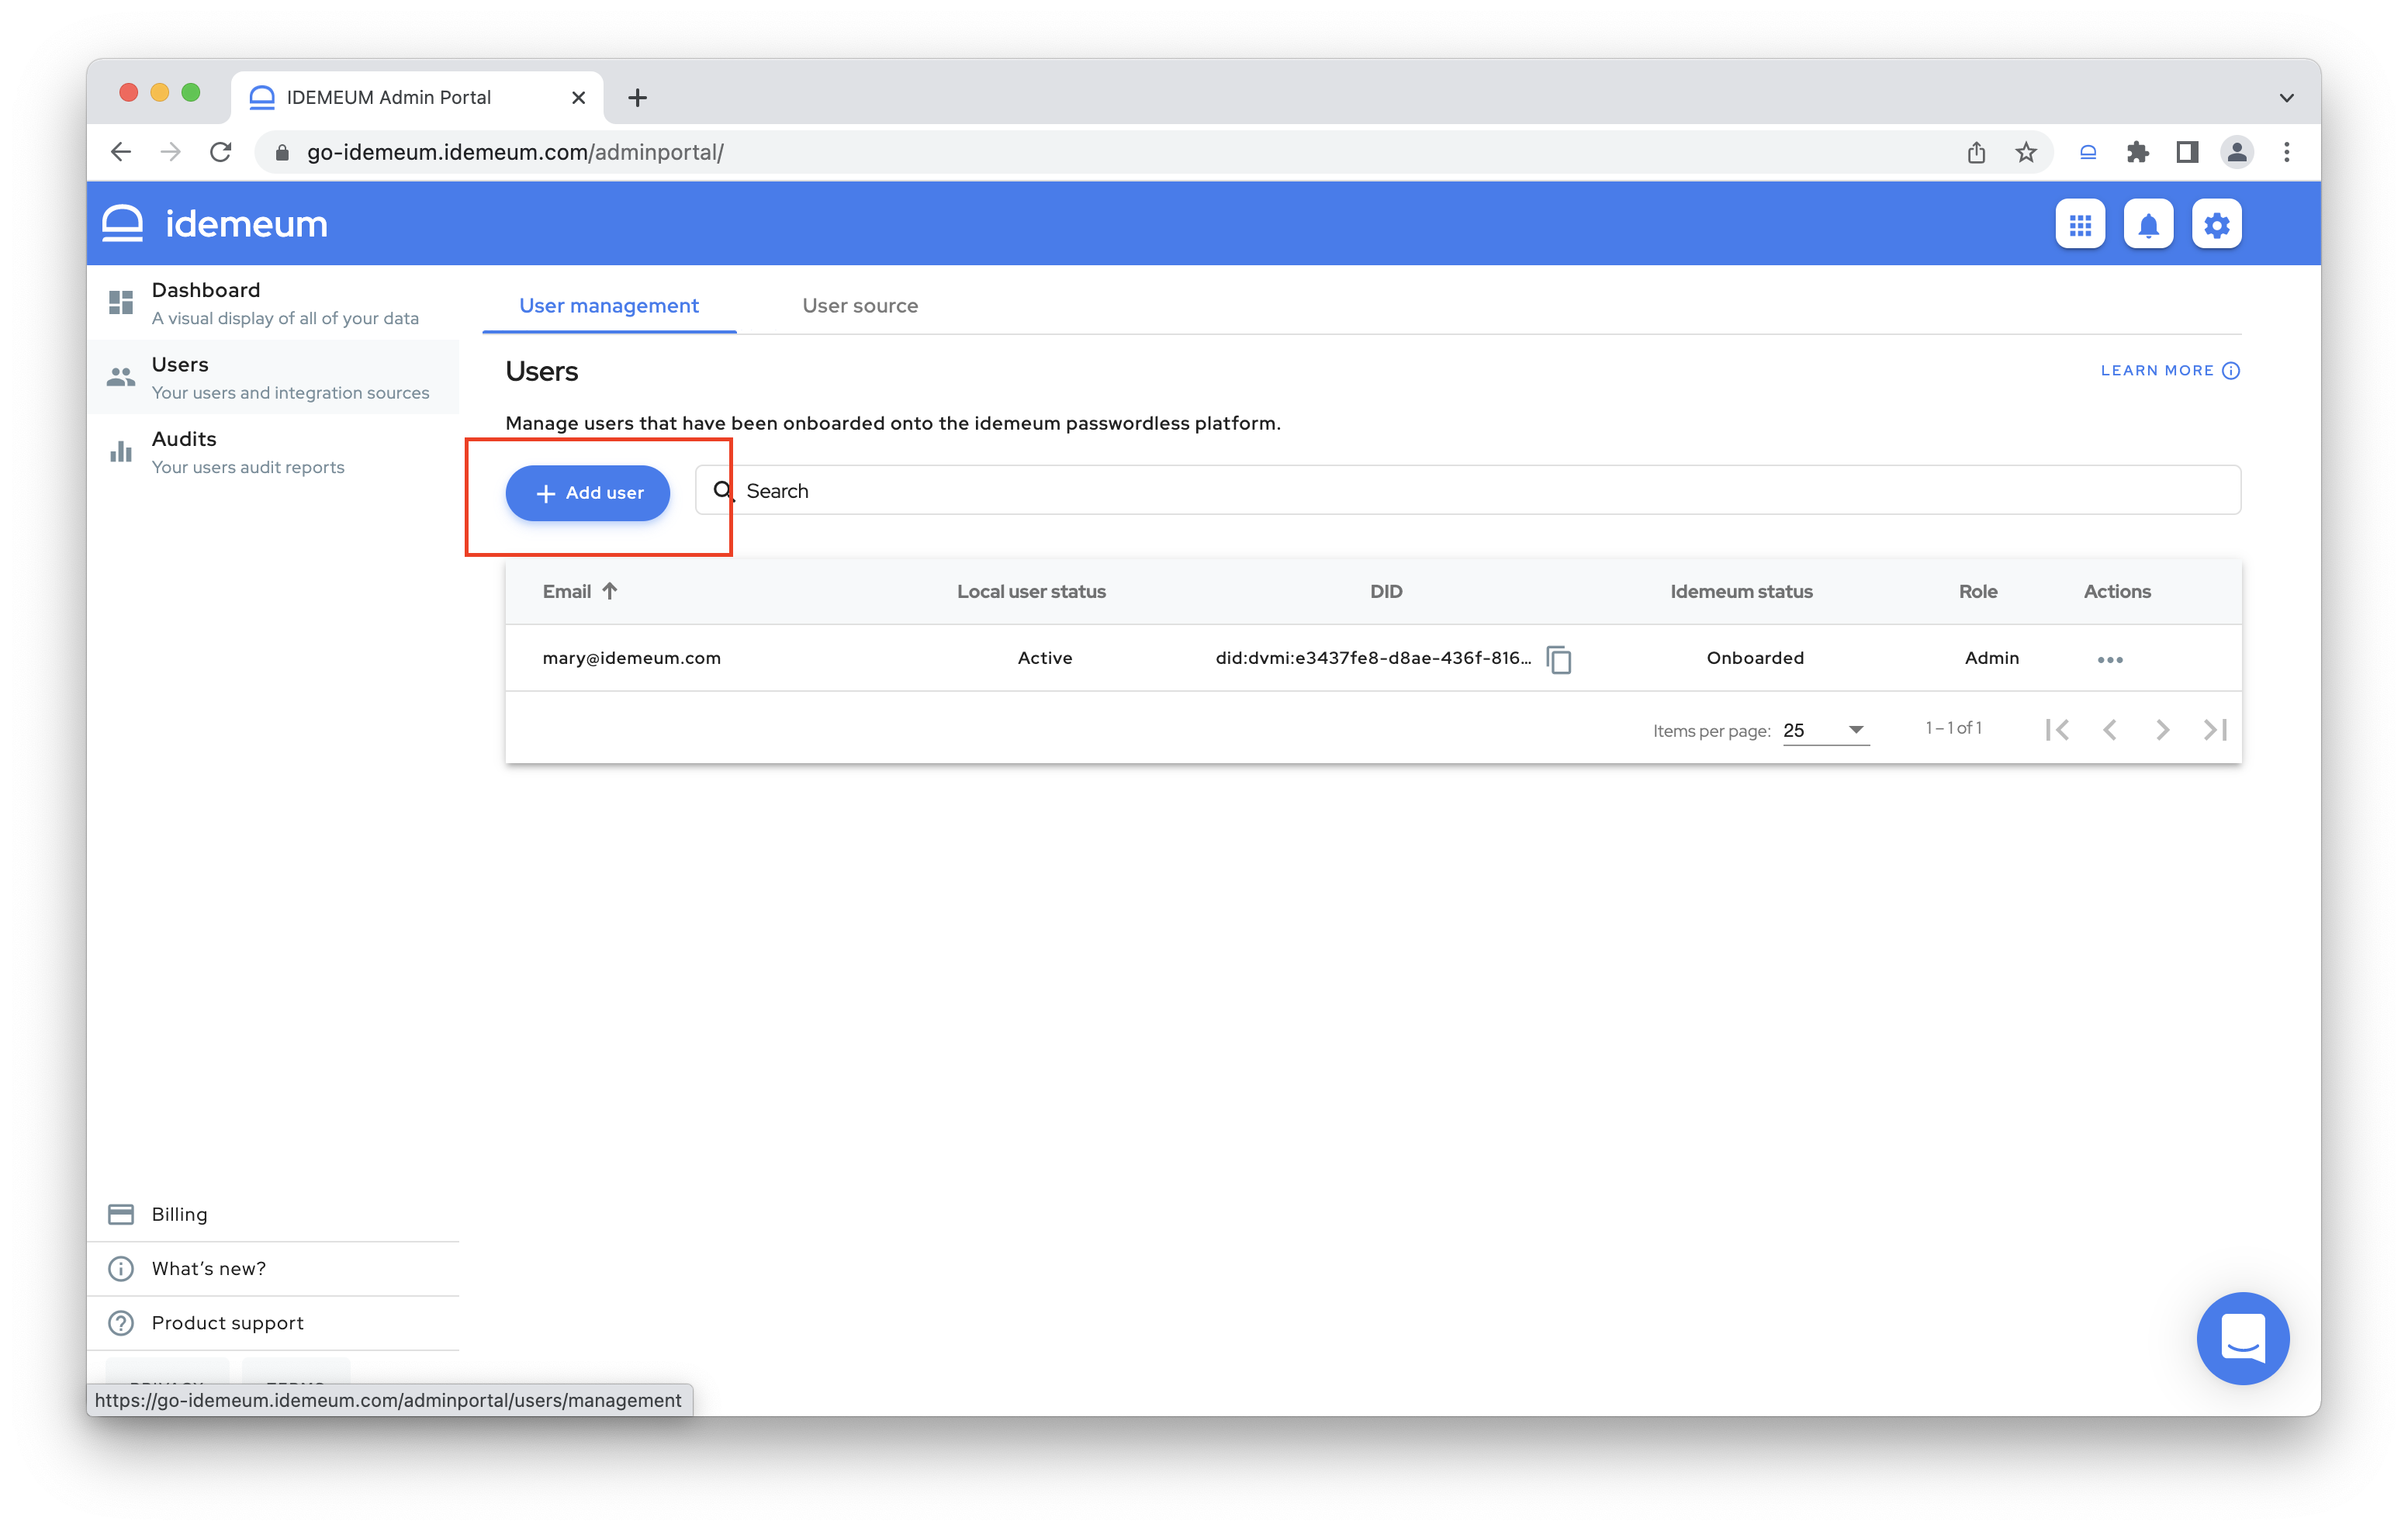 IDEMEUM Admin Portal
go-idemeum.idemeum.com/adminportal/
idemeum
Dashboard
A visual display of all of your data
Users
Your users and integration sources
Audits
Your users audit reports
User management
User source
Users
LEARN MORE
Manage users that have been onboarded onto the idemeum passwordless platform.
Add user
Search
Email Local user status DID Idemeum status Role Actions
mary@idemeum.com Active did:dvmi:e3437fe8-d8ae-436f-816... Onboarded Admin
Items per page: 25 1 – 1 of 1
Billing
What's new?
Product support
https://go-idemeum.idemeum.com/adminportal/users/management